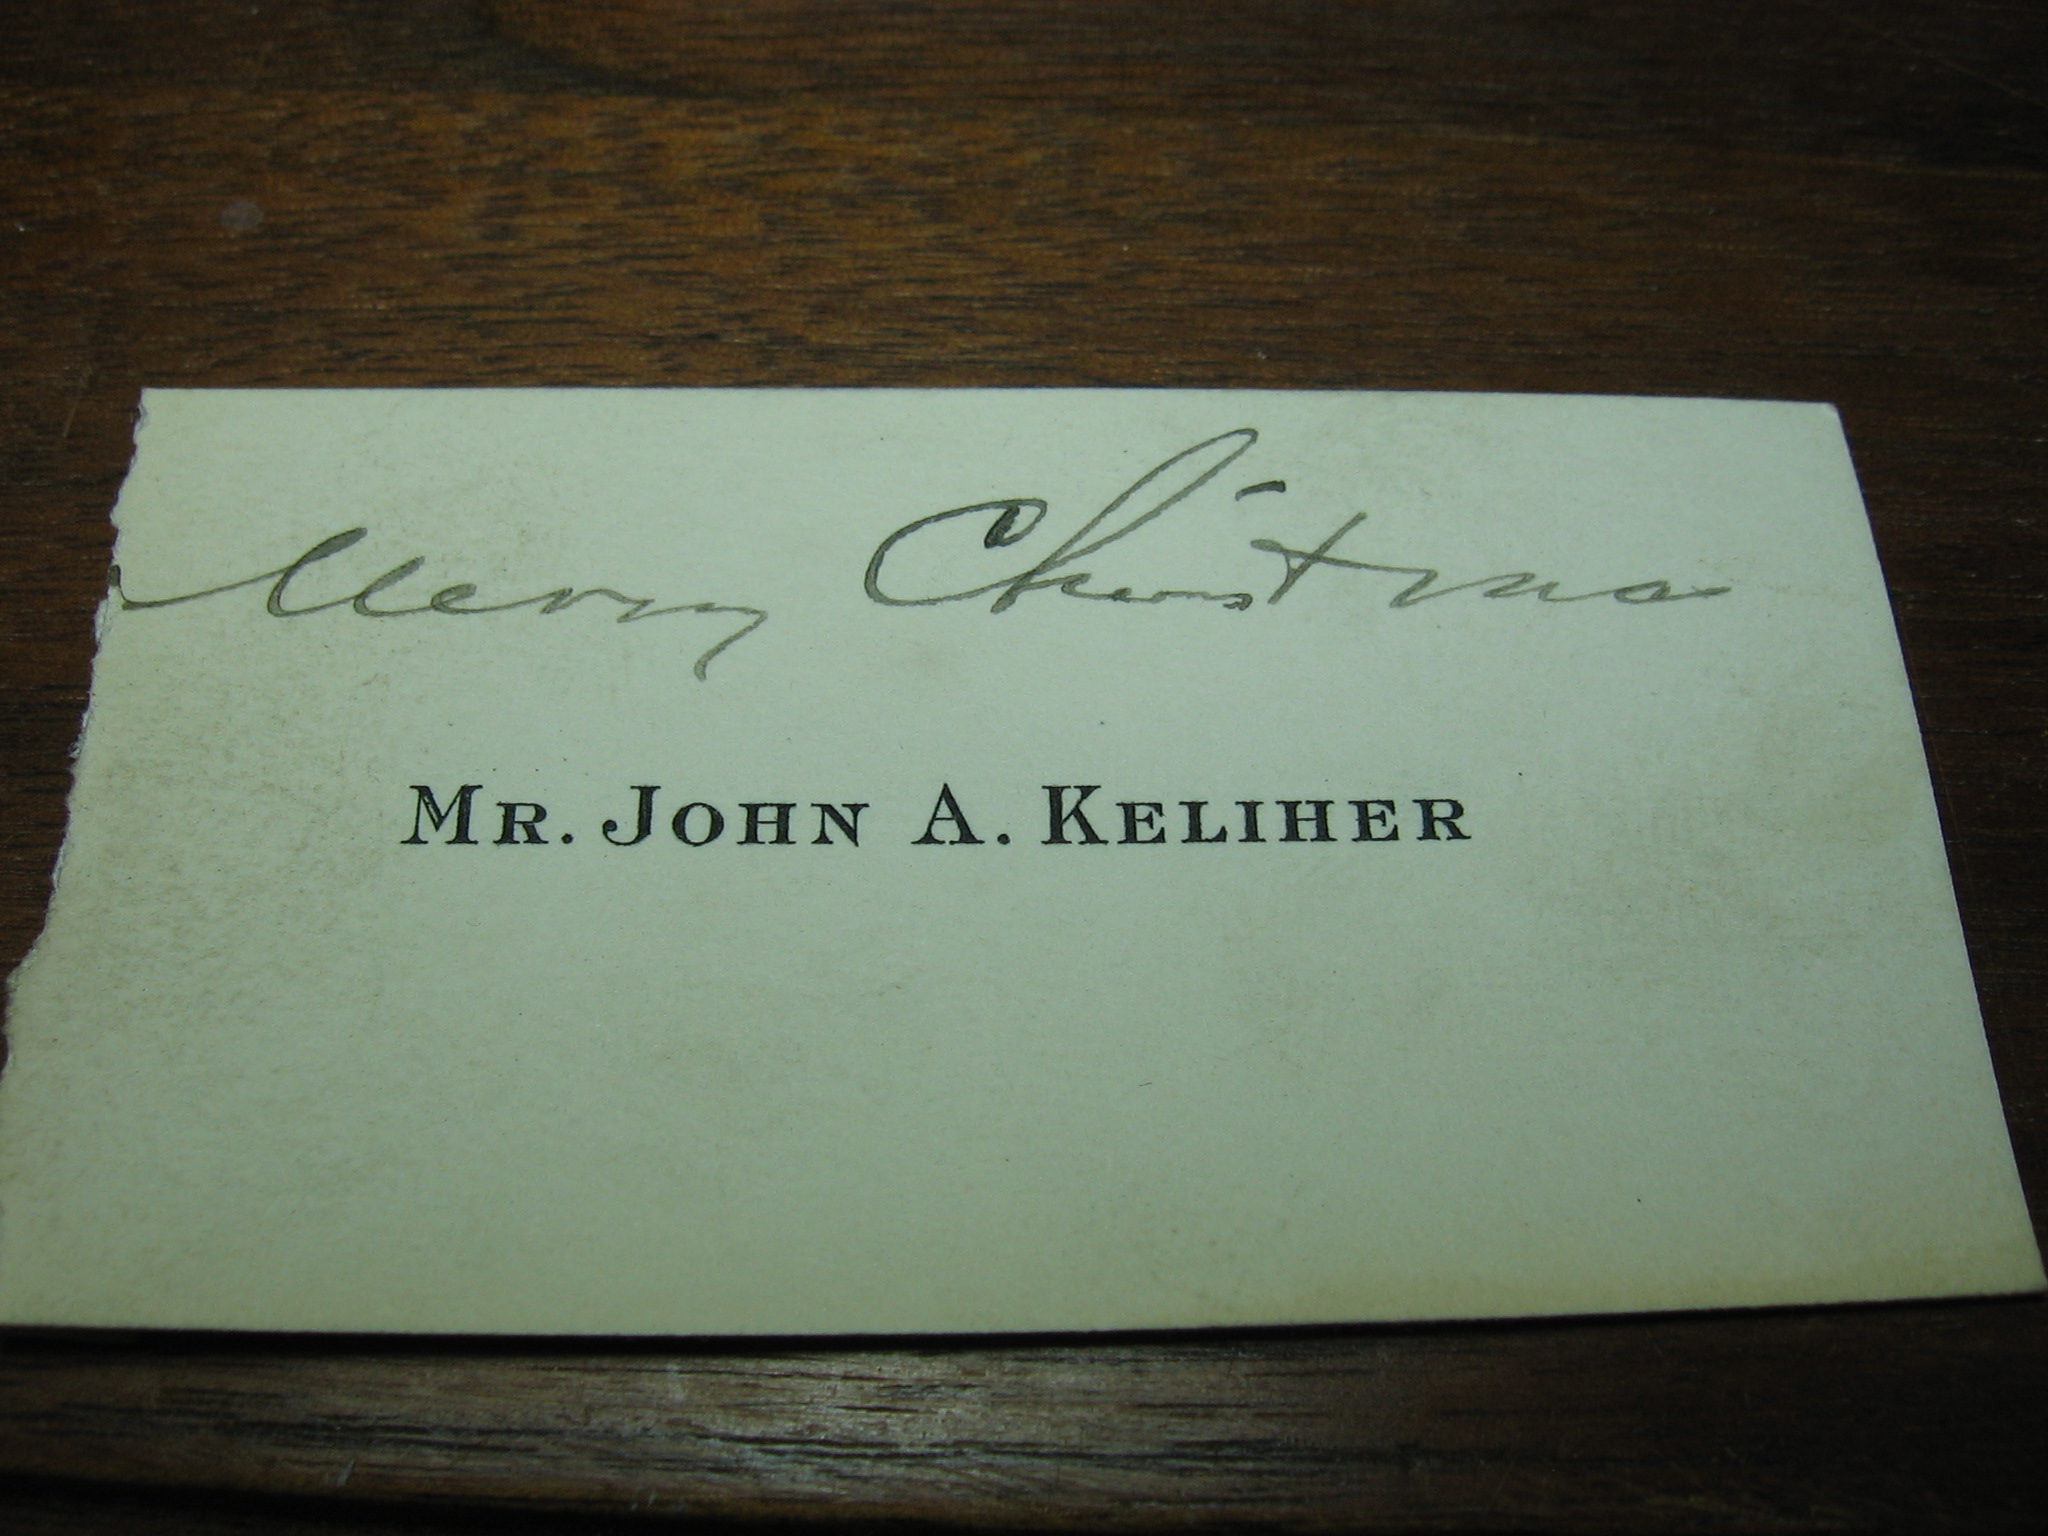 Merry Christmas
MR. JOHN A. KELIHER